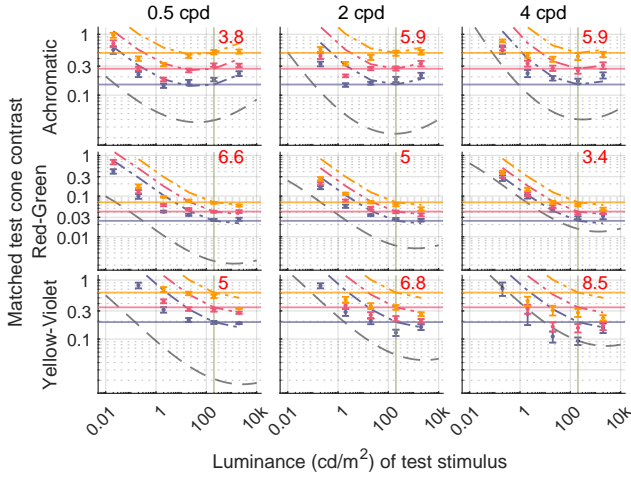 0.5 cpd 2 cpd 4 cpd
Matched test cone contrast
Achromatic
1
0.3
0.1
3.8 5.9 5.9
Red-Green
1
0.3
0.1
0.03
0.01
6.6 5 3.4
Yellow-Violet
1
0.3
0.1
5 6.8 8.5
0.01 1 100 10k 0.01 1 100 10k 0.01 1 100 10k
Luminance (cd/m²) of test stimulus